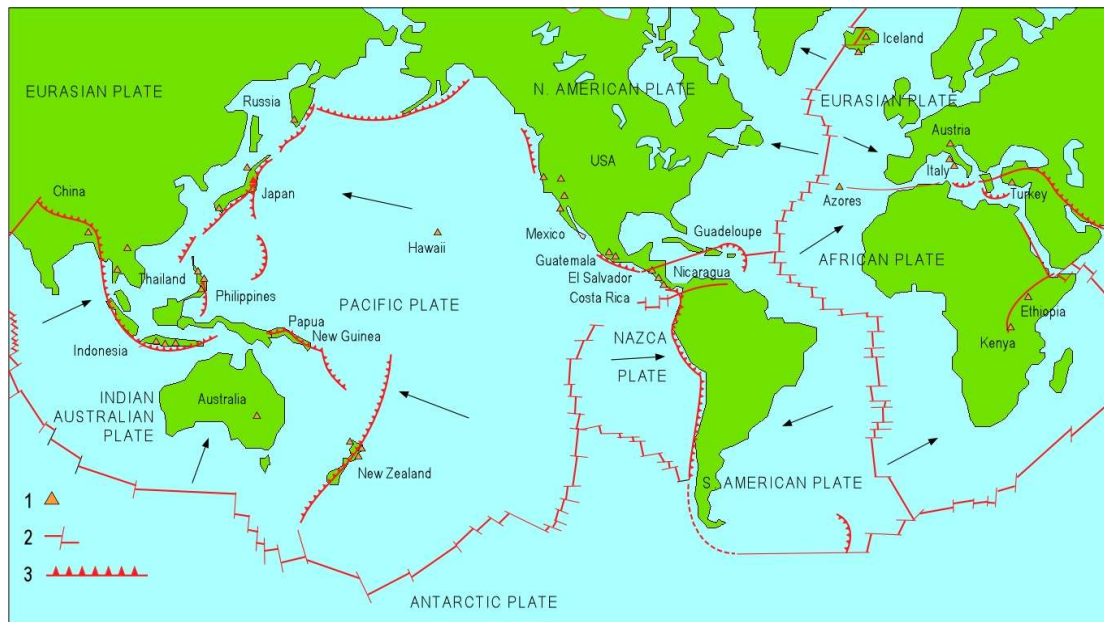 Iceland
EURASIAN PLATE
N. AMERICAN PLATE
EURASIAN PLATE
Russia
Austria
USA
Italy
China
Japan
Turkey
Azores
Mexico
Guadeloupe
Hawaii
Guatemala
AFRICAN PLATE
Thailand
El Salvador
Nicaragua
Philippines
Costa Rica
PACIFIC PLATE
Ethiopia
Papua
New Guinea
NAZCA
PLATE
Kenya
Indonesia
INDIAN
AUSTRALIAN
PLATE
Australia
New Zealand
S. AMERICAN PLATE
1
2
3
ANTARCTIC PLATE